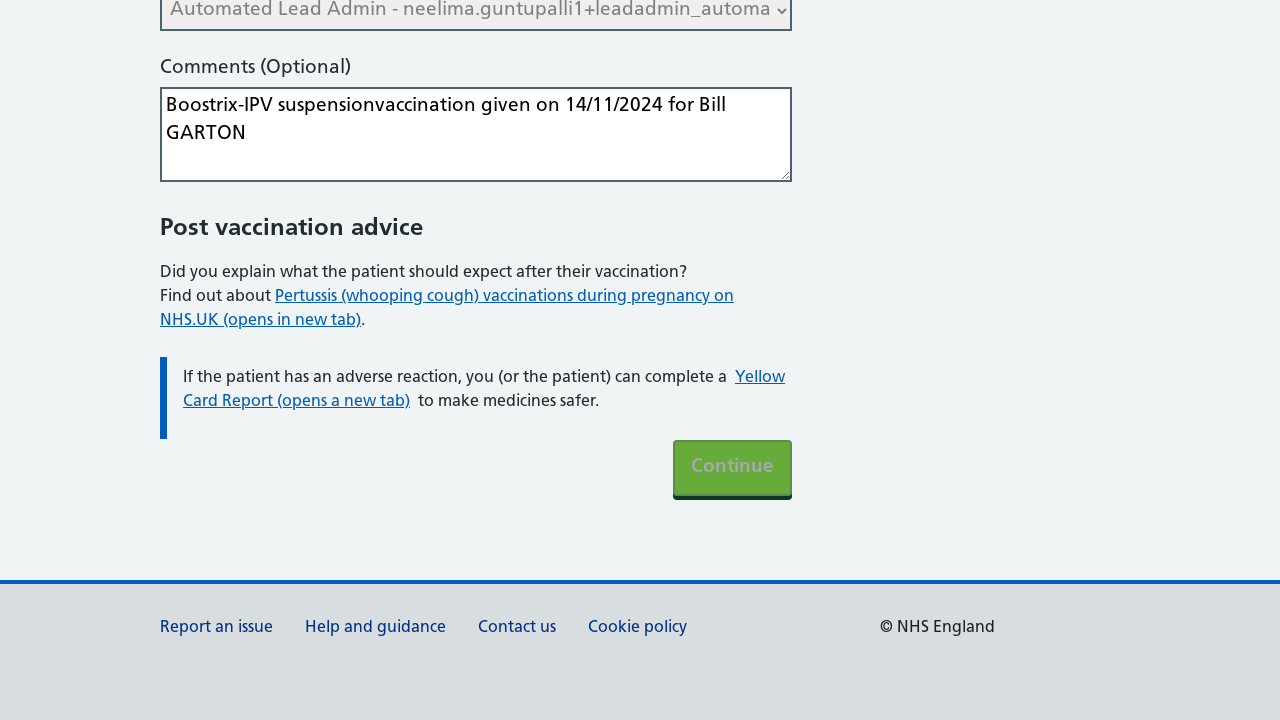 Automated Lead Admin - neelima.guntupalli1+leadadmin_automa
Comments (Optional)
Boostrix-IPV suspensionvaccination given on 14/11/2024 for Bill
GARTON
Post vaccination advice
Did you explain what the patient should expect after their vaccination?
Find out about Pertussis (whooping cough) vaccinations during pregnancy on
NHS.UK (opens in new tab).
If the patient has an adverse reaction, you (or the patient) can complete a Yellow
Card Report (opens a new tab) to make medicines safer.
Continue
Report an issue Help and guidance Contact us Cookie policy © NHS England